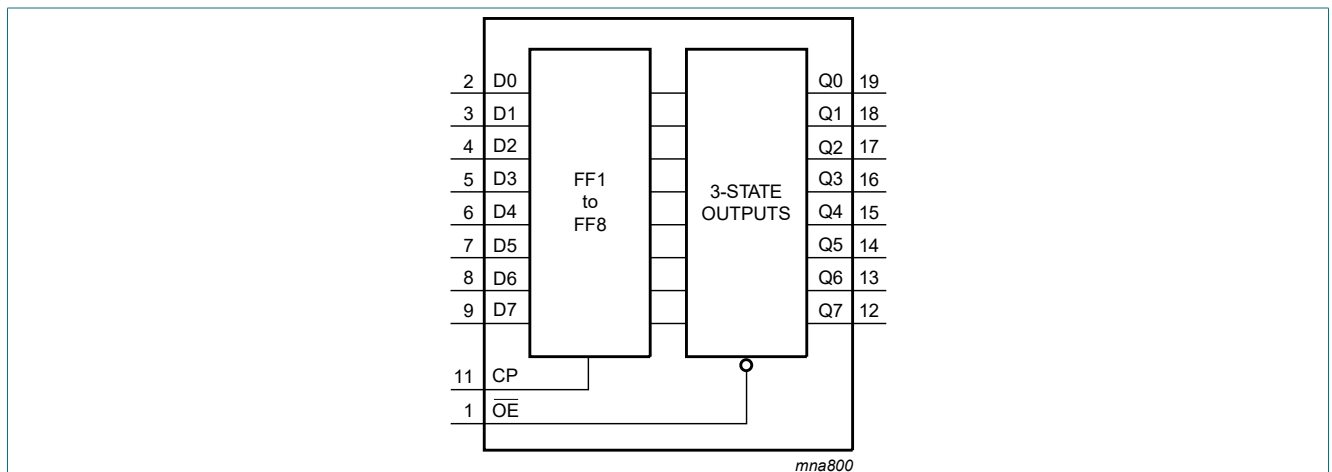 2 D0 Q0 19
3 D1 Q1 18
4 D2 Q2 17
5 D3 Q3 16
6 D4 Q4 15
7 D5 Q5 14
8 D6 Q6 13
9 D7 Q7 12
FF1
to
FF8
3-STATE
OUTPUTS
11 CP
1 O̅E̅
mna800